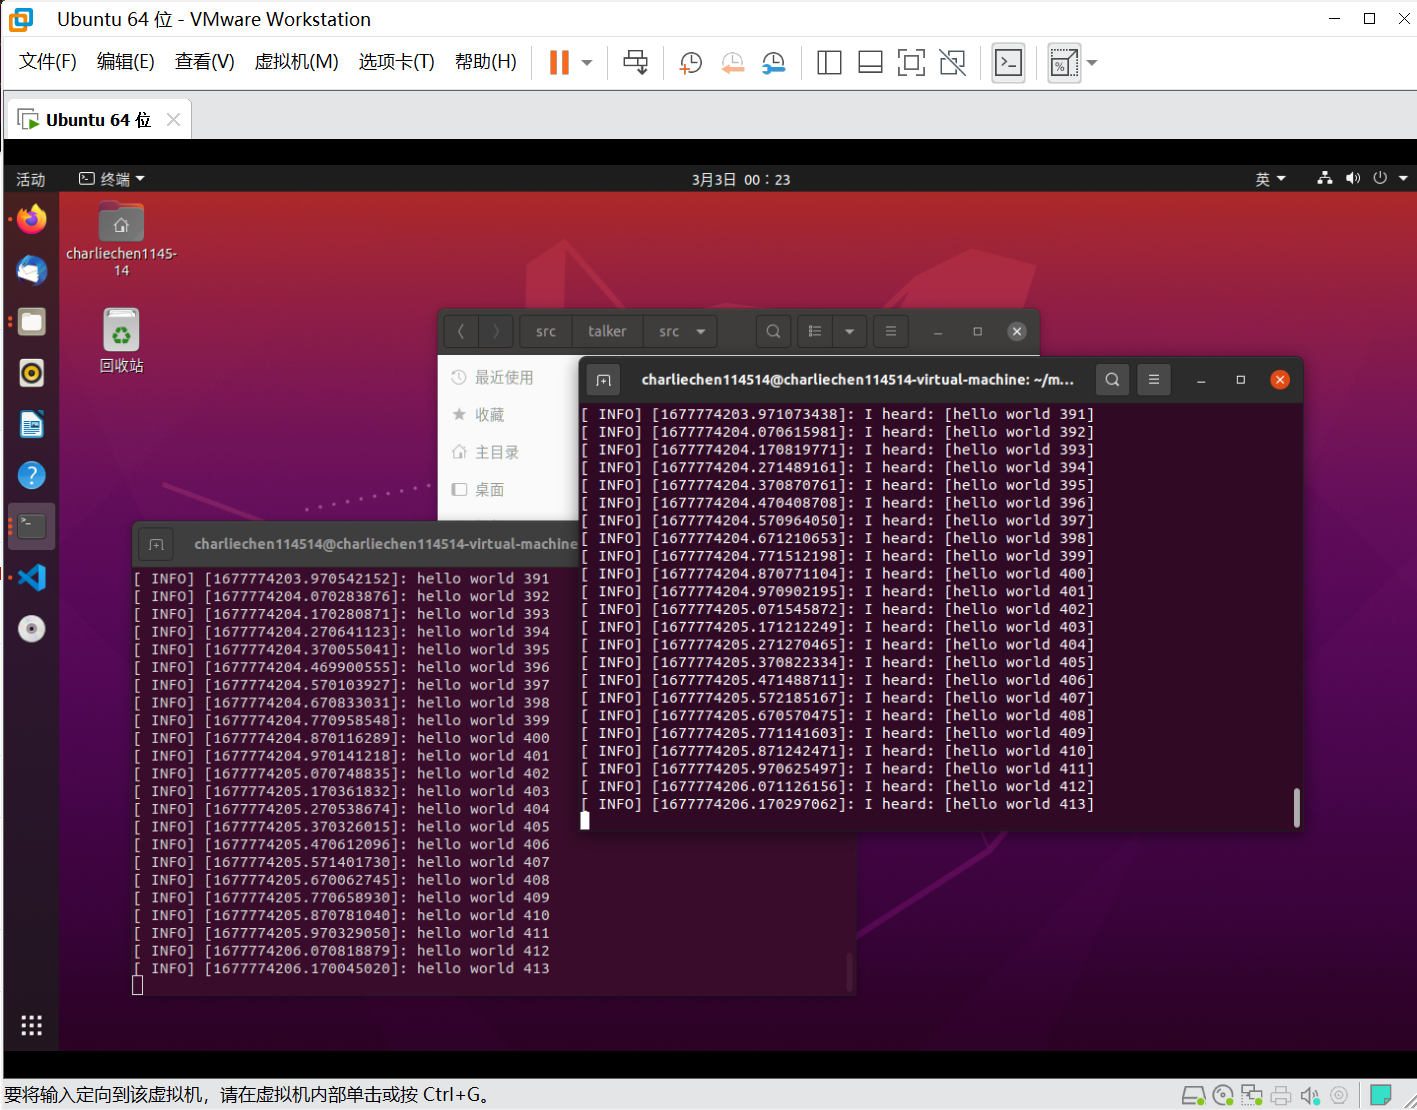 Ubuntu 64 位 - VMware Workstation
文件(F) 编辑(E) 查看(V) 虚拟机(M) 选项卡(T) 帮助(H)
Ubuntu 64 位
活动 终端 3月3日 00：23 英
charliechen1145-
14
回收站
src talker src
最近使用
收藏
主目录
桌面
charliechen114514@charliechen114514-virtual-machine: ~/m...
[ INFO] [1677774203.971073438]: I heard: [hello world 391]
[ INFO] [1677774204.070615981]: I heard: [hello world 392]
[ INFO] [1677774204.170819771]: I heard: [hello world 393]
[ INFO] [1677774204.271489161]: I heard: [hello world 394]
[ INFO] [1677774204.370870761]: I heard: [hello world 395]
[ INFO] [1677774204.470408708]: I heard: [hello world 396]
[ INFO] [1677774204.570964050]: I heard: [hello world 397]
[ INFO] [1677774204.671210653]: I heard: [hello world 398]
[ INFO] [1677774204.771512198]: I heard: [hello world 399]
[ INFO] [1677774204.870771104]: I heard: [hello world 400]
[ INFO] [1677774204.970902195]: I heard: [hello world 401]
[ INFO] [1677774205.071545872]: I heard: [hello world 402]
[ INFO] [1677774205.171212249]: I heard: [hello world 403]
[ INFO] [1677774205.271270465]: I heard: [hello world 404]
[ INFO] [1677774205.370822334]: I heard: [hello world 405]
[ INFO] [1677774205.471488711]: I heard: [hello world 406]
[ INFO] [1677774205.572185167]: I heard: [hello world 407]
[ INFO] [1677774205.670570475]: I heard: [hello world 408]
[ INFO] [1677774205.771141603]: I heard: [hello world 409]
[ INFO] [1677774205.871242471]: I heard: [hello world 410]
[ INFO] [1677774205.970625497]: I heard: [hello world 411]
[ INFO] [1677774206.071126156]: I heard: [hello world 412]
[ INFO] [1677774206.170297062]: I heard: [hello world 413]
charliechen114514@charliechen114514-virtual-machine
[ INFO] [1677774203.970542152]: hello world 391
[ INFO] [1677774204.070283876]: hello world 392
[ INFO] [1677774204.170280871]: hello world 393
[ INFO] [1677774204.270641123]: hello world 394
[ INFO] [1677774204.370055041]: hello world 395
[ INFO] [1677774204.469900555]: hello world 396
[ INFO] [1677774204.570103927]: hello world 397
[ INFO] [1677774204.670833031]: hello world 398
[ INFO] [1677774204.770958548]: hello world 399
[ INFO] [1677774204.870116289]: hello world 400
[ INFO] [1677774204.970141218]: hello world 401
[ INFO] [1677774205.070748835]: hello world 402
[ INFO] [1677774205.170361832]: hello world 403
[ INFO] [1677774205.270538674]: hello world 404
[ INFO] [1677774205.370326015]: hello world 405
[ INFO] [1677774205.470612096]: hello world 406
[ INFO] [1677774205.571401730]: hello world 407
[ INFO] [1677774205.670062745]: hello world 408
[ INFO] [1677774205.770658930]: hello world 409
[ INFO] [1677774205.870781040]: hello world 410
[ INFO] [1677774205.970329050]: hello world 411
[ INFO] [1677774206.070818879]: hello world 412
[ INFO] [1677774206.170045020]: hello world 413
要将输入定向到该虚拟机，请在虚拟机内部单击或按 Ctrl+G。